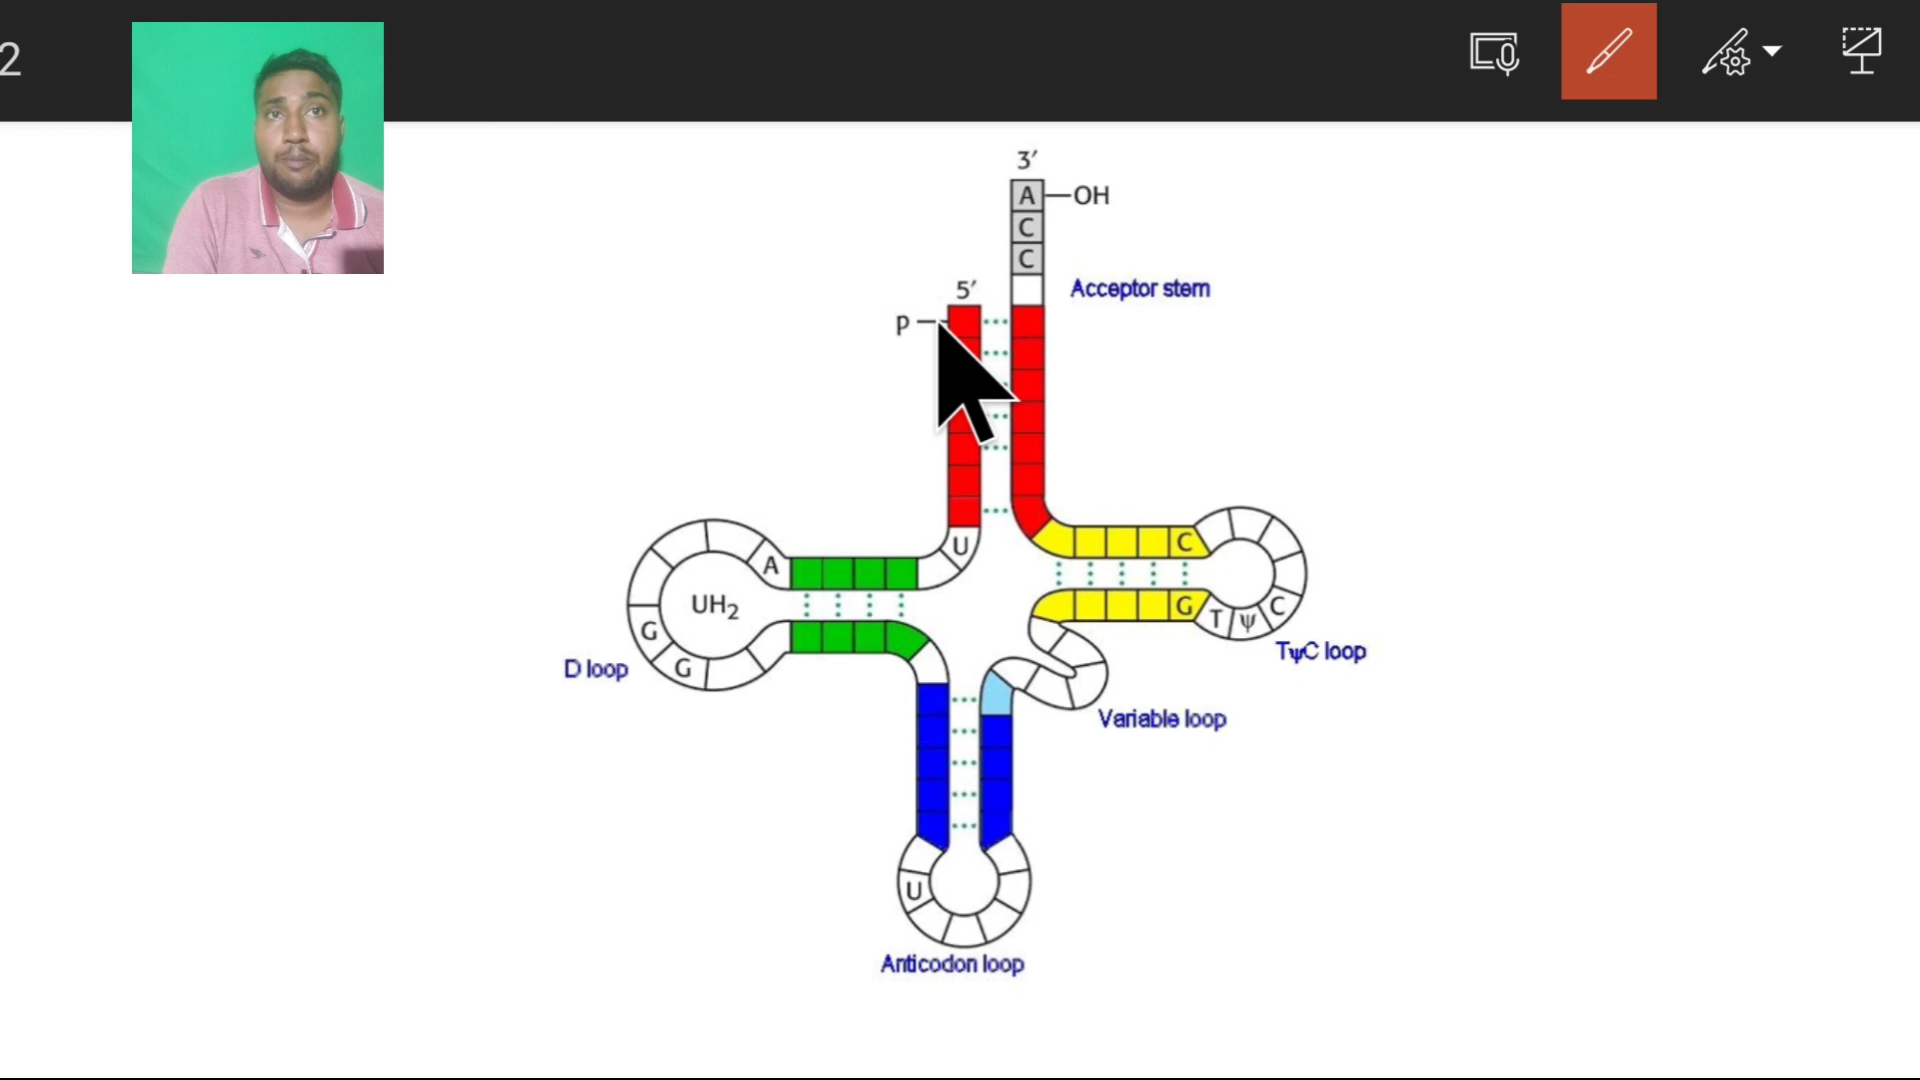 2
3′
A
OH
C
C
5′
Acceptor stem
p
U
C
A
UH2
G
T
ψ
C
G
TψC loop
G
D loop
Variable loop
U
Anticodon loop